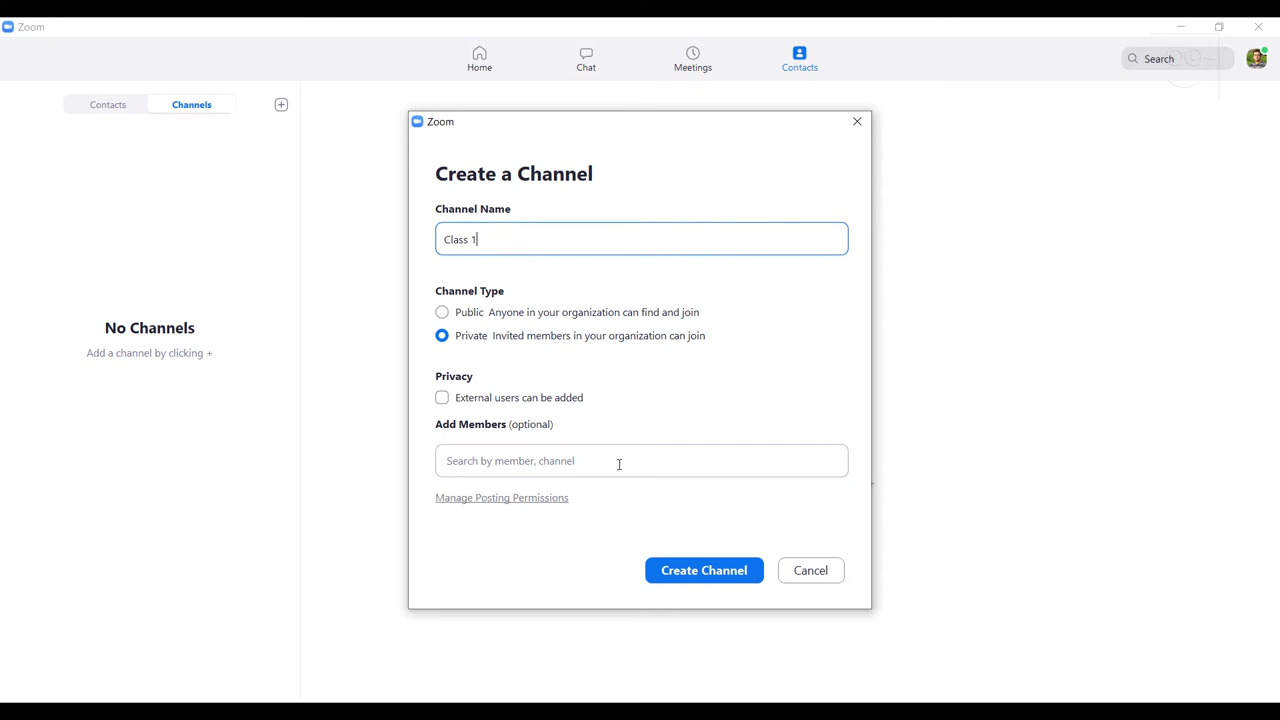 Zoom
Home
Chat
Meetings
Contacts
Search
Contacts
Channels
No Channels
Add a channel by clicking +
Zoom
Create a Channel
Channel Name
Class 1
Channel Type
Public Anyone in your organization can find and join
Private Invited members in your organization can join
Privacy
External users can be added
Add Members (optional)
Search by member, channel
Manage Posting Permissions
Create Channel
Cancel